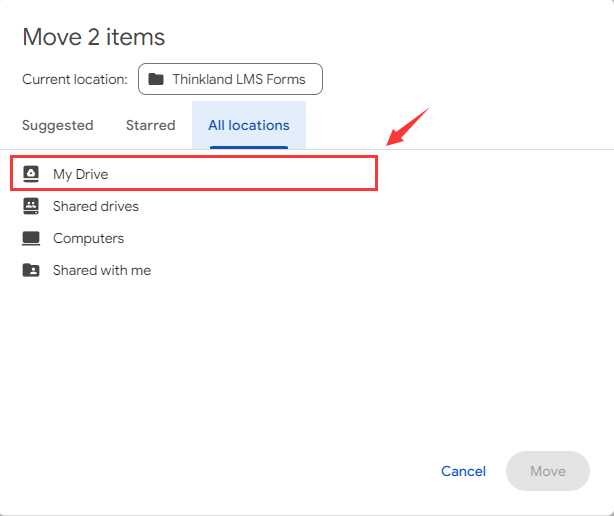 Move 2 items
Current location: Thinkland LMS Forms
Suggested Starred All locations
My Drive
Shared drives
Computers
Shared with me
Cancel Move